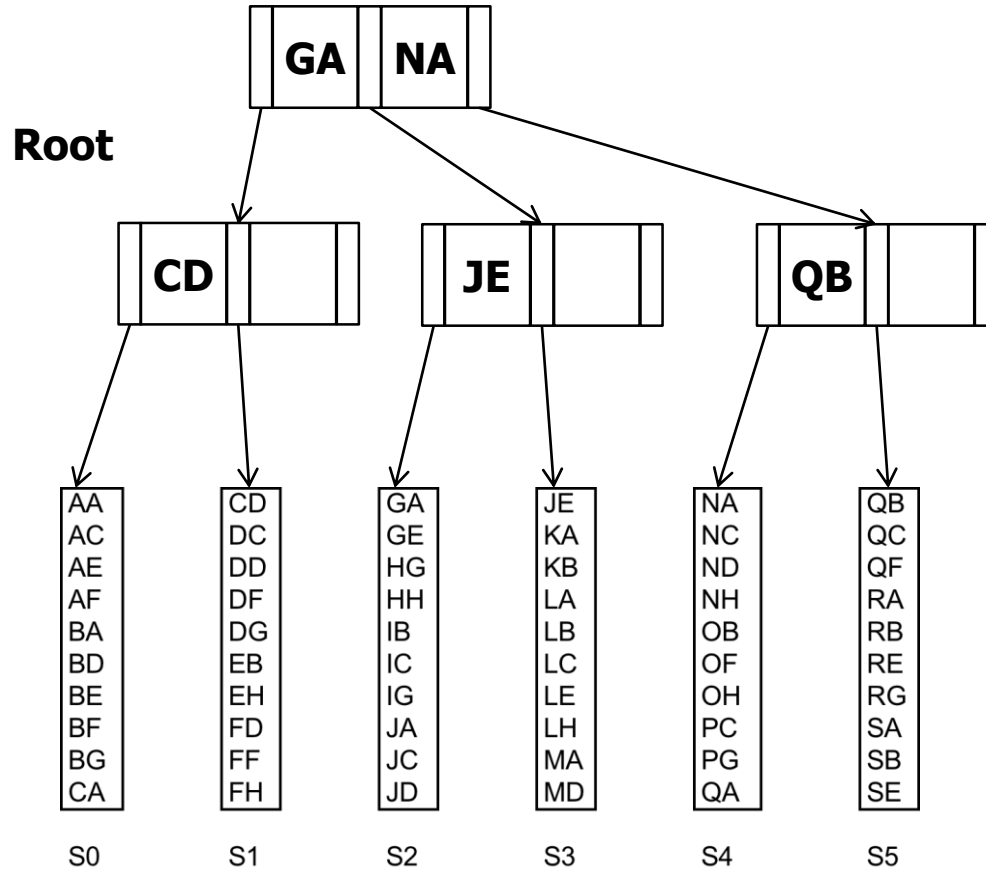 GA NA
Root
CD JE QB
AA CD GA JE NA QB
AC DC GE KA NC QC
AE DD HG KB ND QF
AF DF HH LA NH RA
BA DG IB LB OB RB
BD EB IC LC OF RE
BE EH IG LE OH RG
BF FD JA LH PC SA
BG FF JC MA PG SB
CA FH JD MD QA SE
S0 S1 S2 S3 S4 S5